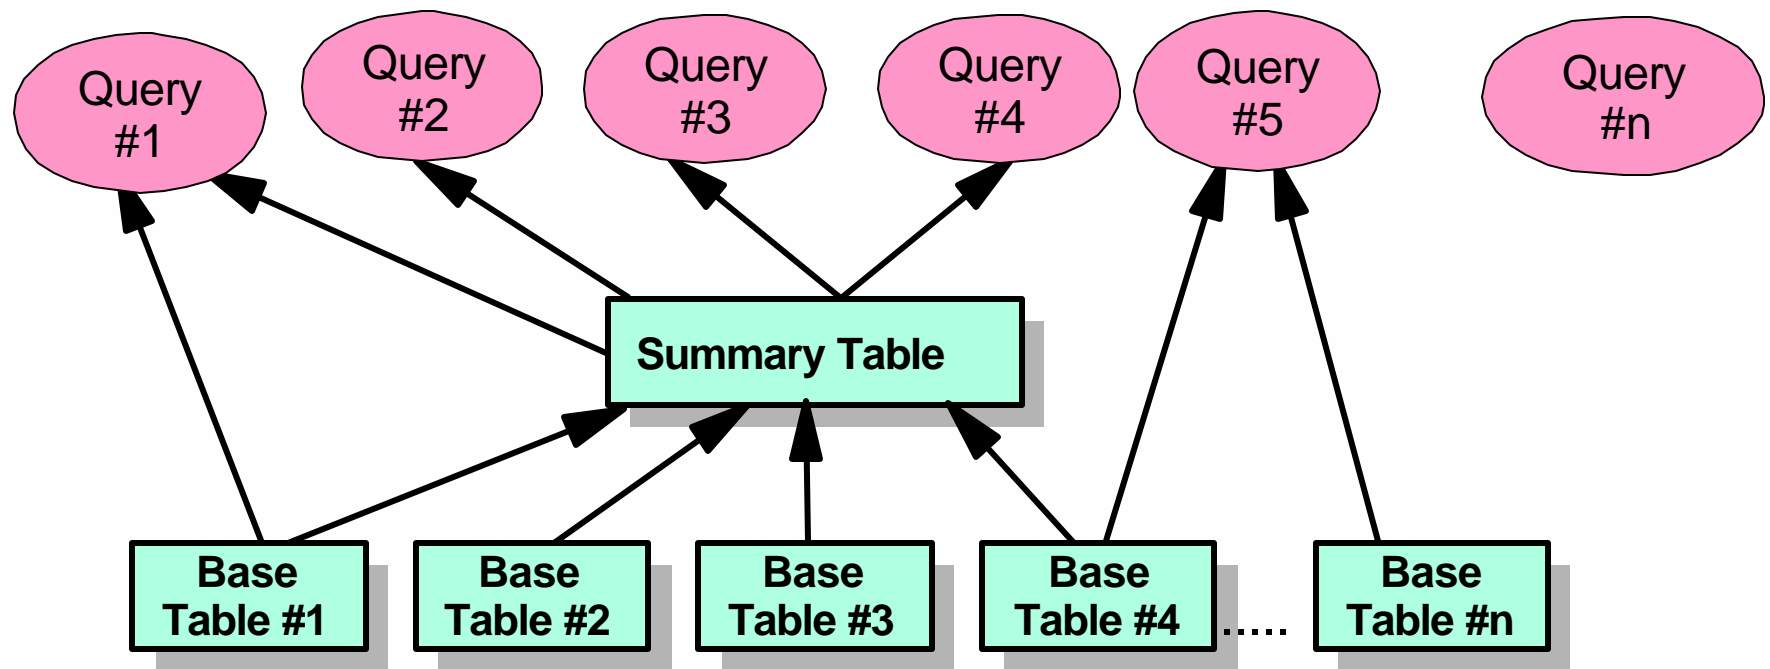 Query
#1
Query
#2
Query
#3
Query
#4
Query
#5
Query
#n
Summary Table
Base
Table #1
Base
Table #2
Base
Table #3
Base
Table #4
.....
Base
Table #n